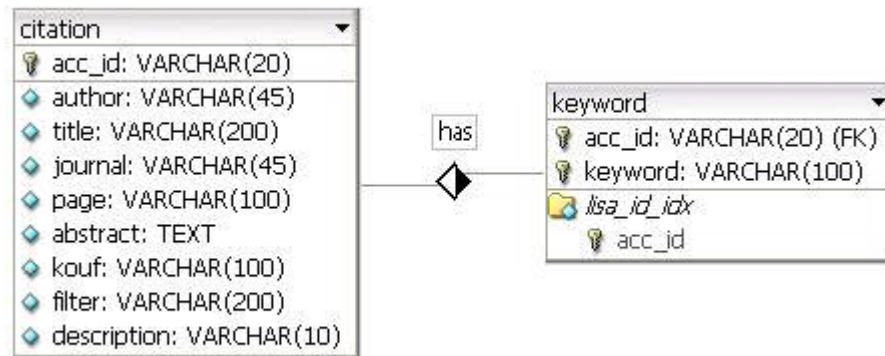 citation
acc_id: VARCHAR(20)
author: VARCHAR(45)
title: VARCHAR(200)
journal: VARCHAR(45)
page: VARCHAR(100)
abstract: TEXT
kouf: VARCHAR(100)
filter: VARCHAR(200)
description: VARCHAR(10)
has
keyword
acc_id: VARCHAR(20) (FK)
keyword: VARCHAR(100)
lisa_id_idx
acc_id